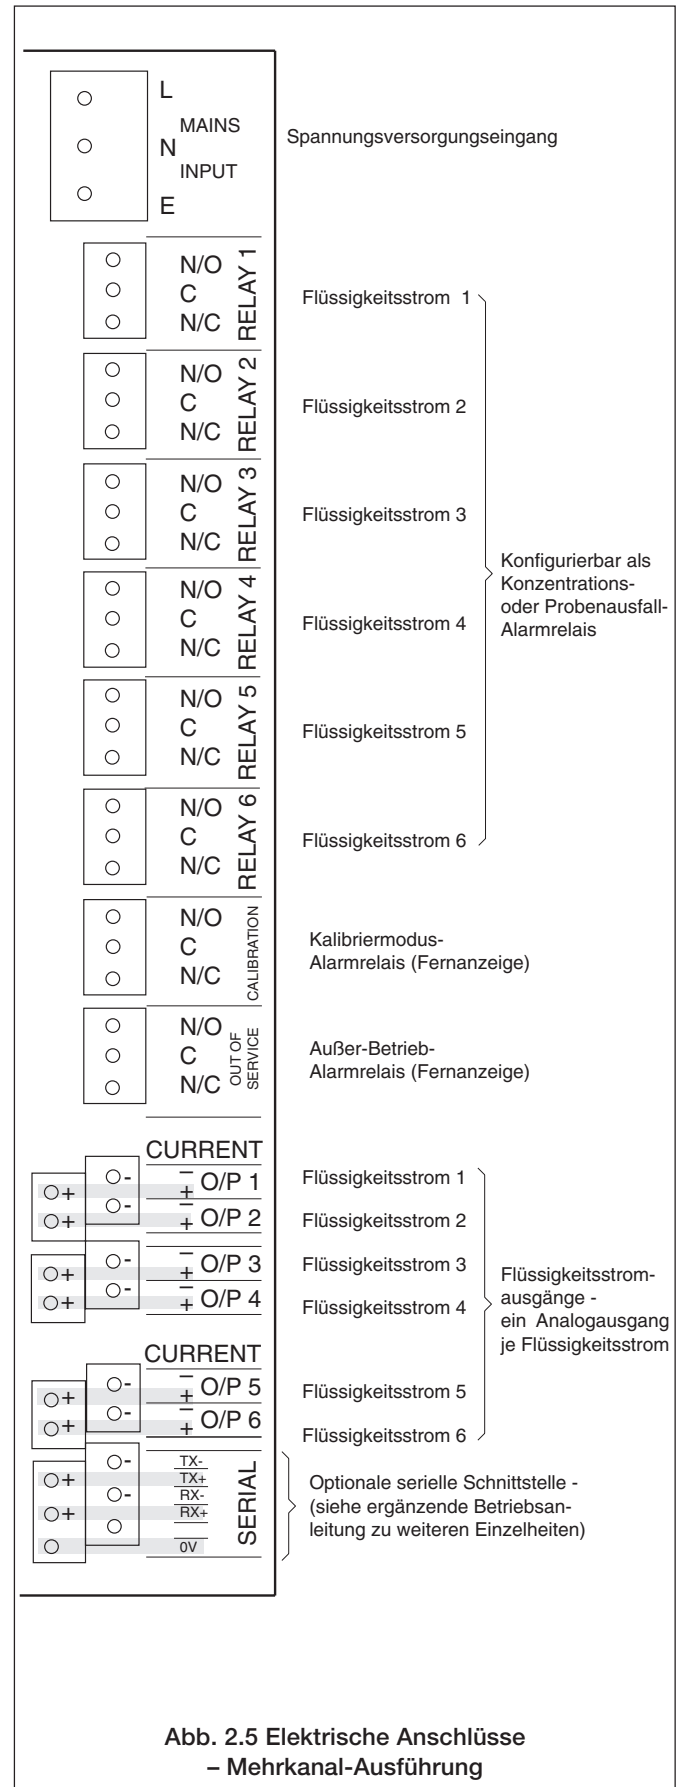 L
MAINS
N
INPUT
E
Spannungsversorgungseingang
N/O
C
N/C
RELAY 1
Flüssigkeitsstrom 1
N/O
C
N/C
RELAY 2
Flüssigkeitsstrom 2
N/O
C
N/C
RELAY 3
Flüssigkeitsstrom 3
N/O
C
N/C
RELAY 4
Flüssigkeitsstrom 4
N/O
C
N/C
RELAY 5
Flüssigkeitsstrom 5
N/O
C
N/C
RELAY 6
Flüssigkeitsstrom 6
Konfigurierbar als
Konzentrations-
oder Probenausfall-
Alarmrelais
N/O
C
N/C
CALIBRATION
Kalibriermodus-
Alarmrelais (Fernanzeige)
N/O
C
N/C
OUT OF
SERVICE
Außer-Betrieb-
Alarmrelais (Fernanzeige)
CURRENT
- – O/P 1 Flüssigkeitsstrom 1
+ +
- – O/P 2 Flüssigkeitsstrom 2
+ +
- – O/P 3 Flüssigkeitsstrom 3
+ +
- – O/P 4 Flüssigkeitsstrom 4
+ +
Flüssigkeitsstrom-
ausgänge -
ein Analogausgang
je Flüssigkeitsstrom
CURRENT
- – O/P 5 Flüssigkeitsstrom 5
+ +
- – O/P 6 Flüssigkeitsstrom 6
+ +
- TX-
+ TX+
- RX-
+ RX+
0V
SERIAL
Optionale serielle Schnittstelle -
(siehe ergänzende Betriebsan-
leitung zu weiteren Einzelheiten)
Abb. 2.5 Elektrische Anschlüsse
– Mehrkanal-Ausführung